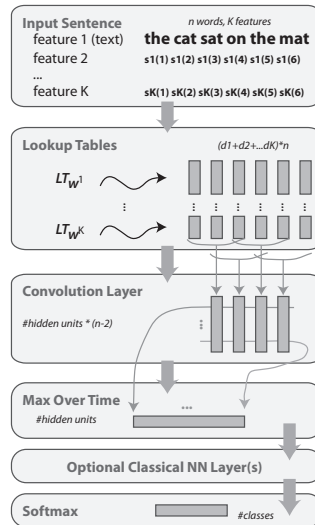 Input Sentence
n words, K features
feature 1 (text) the cat sat on the mat
feature 2 s1(1) s1(2) s1(3) s1(4) s1(5) s1(6)
...
feature K sK(1) sK(2) sK(3) sK(4) sK(5) sK(6)
Lookup Tables
(d1+d2+...dK)*n
LTW1
...
...
LTWK
Convolution Layer
#hidden units * (n-2)
...
Max Over Time
#hidden units
...
Optional Classical NN Layer(s)
Softmax
#classes